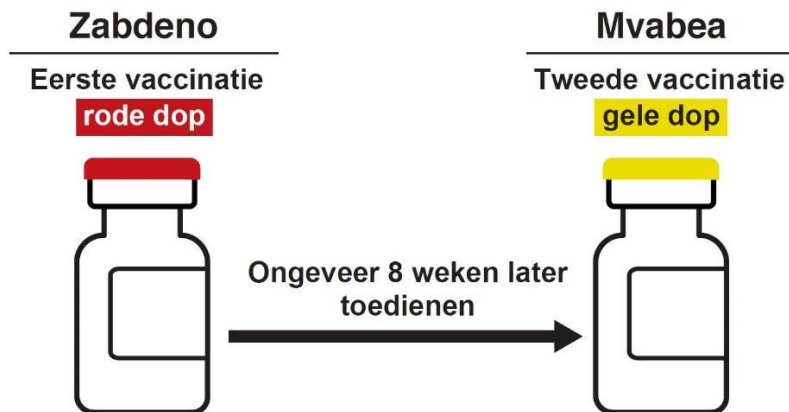 Zabdeno
Eerste vaccinatie
rode dop
Ongeveer 8 weken later
toedienen
Mvabea
Tweede vaccinatie
gele dop